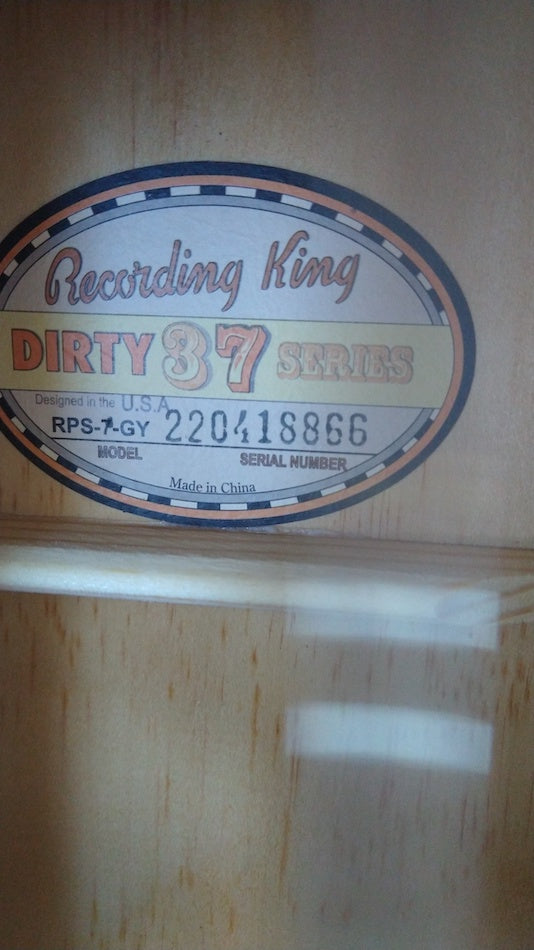 Recording King
DIRTY 37 SERIES
Designed in the U.S.A
RPS-7-GY 220418866
MODEL SERIAL NUMBER
Made in China